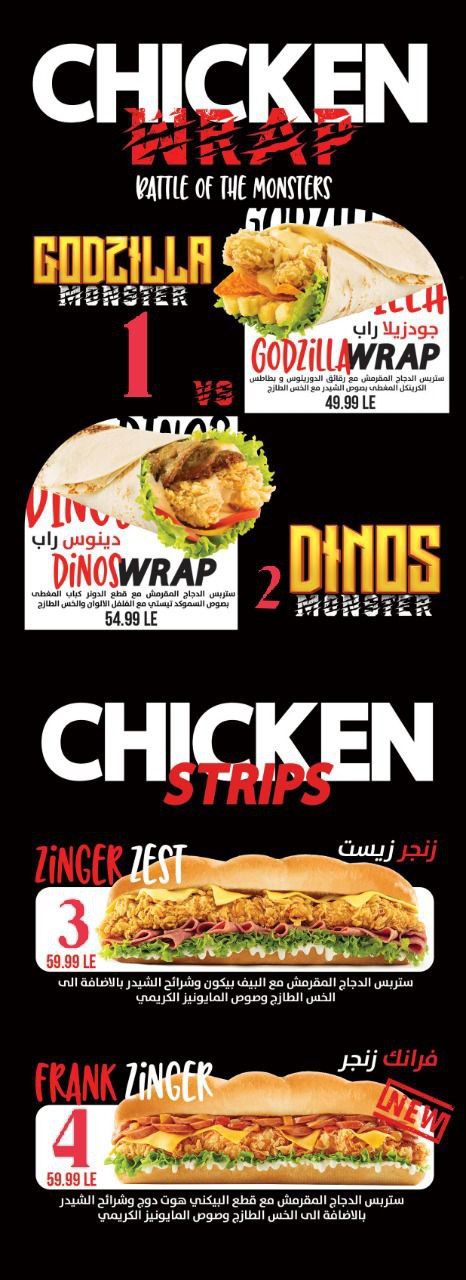 CHICKEN
WRAP
BATTLE OF THE MONSTERS
GODZILLA
MONSTER
1
جودزيلا راب
GODZILLAWRAP
ستربس الدجاج المقرمش مع رقائق الدوريتوس و بطاطس
الكرينكل المغطى بصوص الشيدر مع الخس الطازج
49.99 LE
VS
دينوس راب
DINOSWRAP
ستربس الدجاج المقرمش مع قطع الدونر كباب المغطى
بصوص السموكد تيستي مع الفلفل الالوان والخس الطازج
54.99 LE
2
DINOS
MONSTER
CHICKEN
STRIPS
ZINGER ZEST
زنجر زيست
3
59.99 LE
ستربس الدجاج المقرمش مع البيف بيكون وشرائح الشيدر بالاضافة الى
الخس الطازج وصوص المايونيز الكريمي
FRANK ZINGER
فرانك زنجر
NEW
4
59.99 LE
ستربس الدجاج المقرمش مع قطع البيكني هوت دوج وشرائح الشيدر
بالاضافة الى الخس الطازج وصوص المايونيز الكريمي